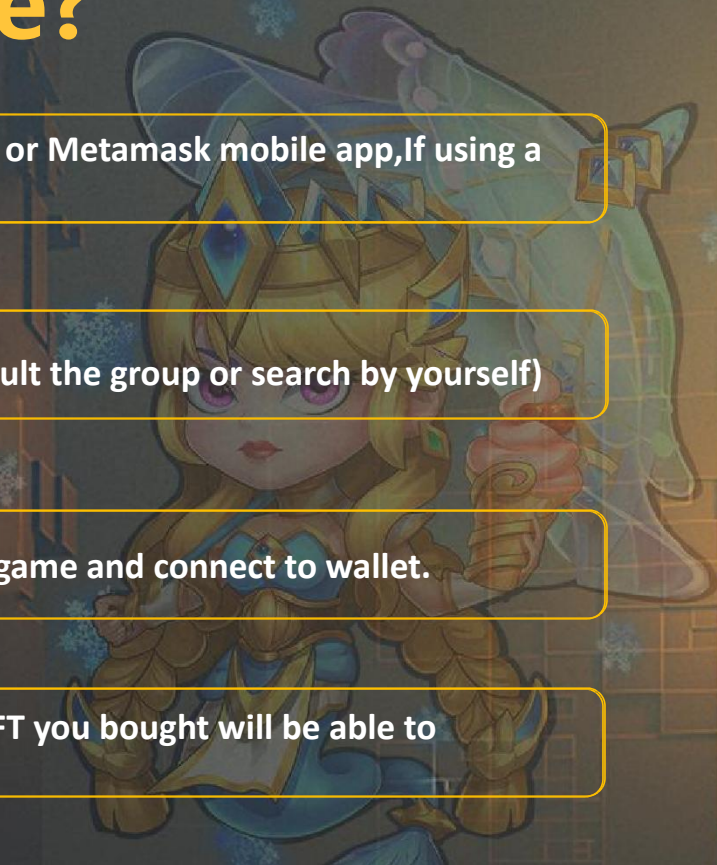 e?
or Metamask mobile app,If using a
ult the group or search by yourself)
game and connect to wallet.
FT you bought will be able to